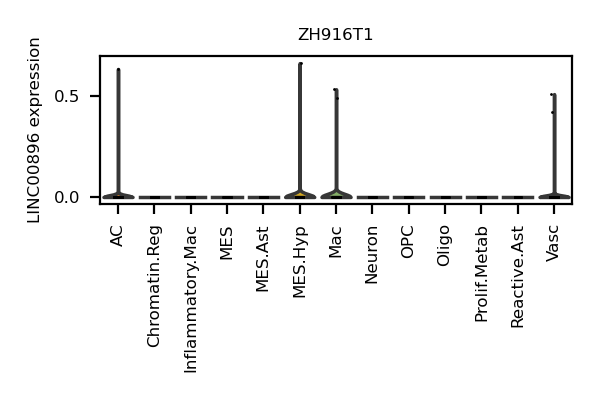 ZH916T1
LINC00896 expression
0.5
0.0
AC
Chromatin.Reg
Inflammatory.Mac
MES
MES.Ast
MES.Hyp
Mac
Neuron
OPC
Oligo
Prolif.Metab
Reactive.Ast
Vasc